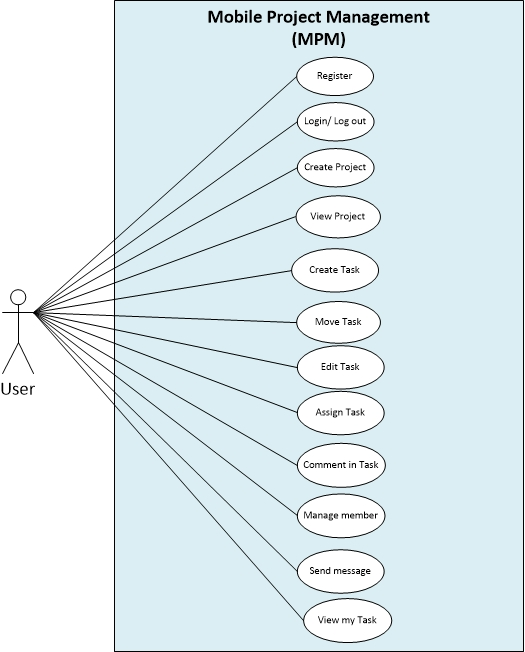 Mobile Project Management
(MPM)
Register
Login/ Log out
Create Project
View Project
Create Task
Move Task
Edit Task
User
Assign Task
Comment in Task
Manage member
Send message
View my Task